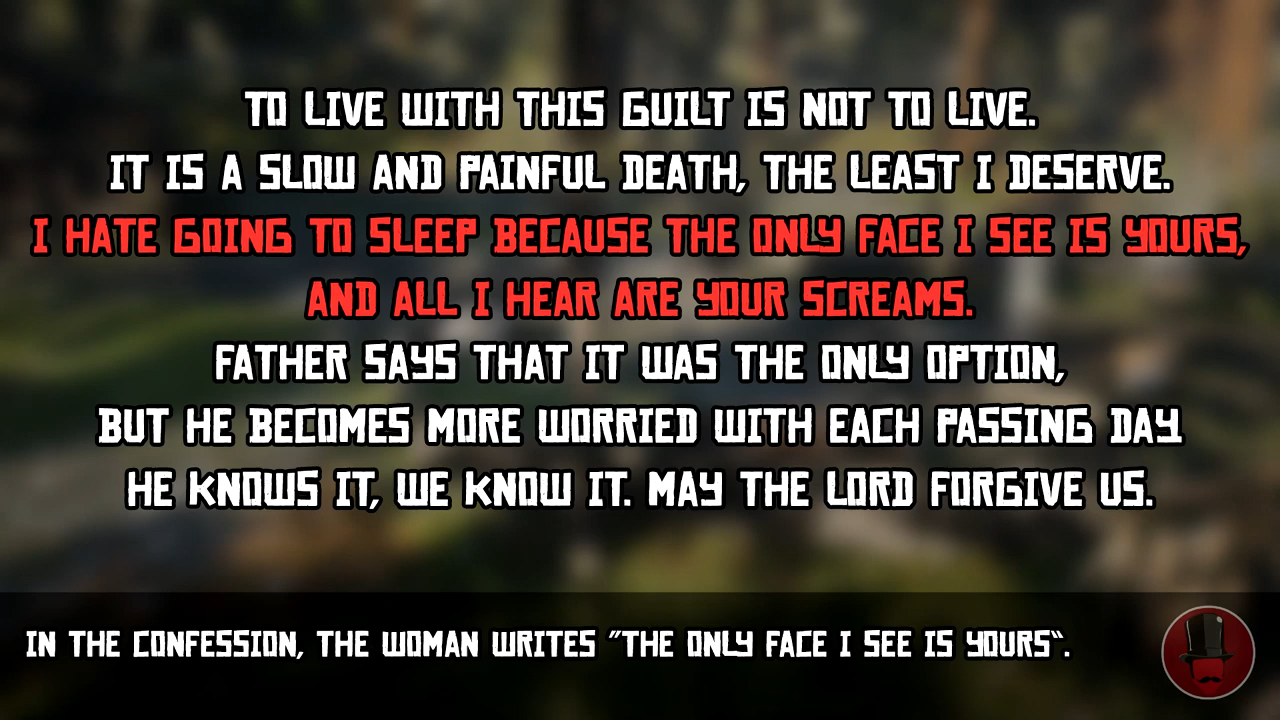 TO LIVE WITH THIS GUILT IS NOT TO LIVE.
IT IS A SLOW AND PAINFUL DEATH, THE LEAST I DESERVE.
I HATE GOING TO SLEEP BECAUSE THE ONLY FACE I SEE IS YOURS,
AND ALL I HEAR ARE YOUR SCREAMS.
FATHER SAYS THAT IT WAS THE ONLY OPTION,
BUT HE BECOMES MORE WORRIED WITH EACH PASSING DAY.
HE KNOWS IT, WE KNOW IT. MAY THE LORD FORGIVE US.
IN THE CONFESSION, THE WOMAN WRITES "THE ONLY FACE I SEE IS YOURS“.